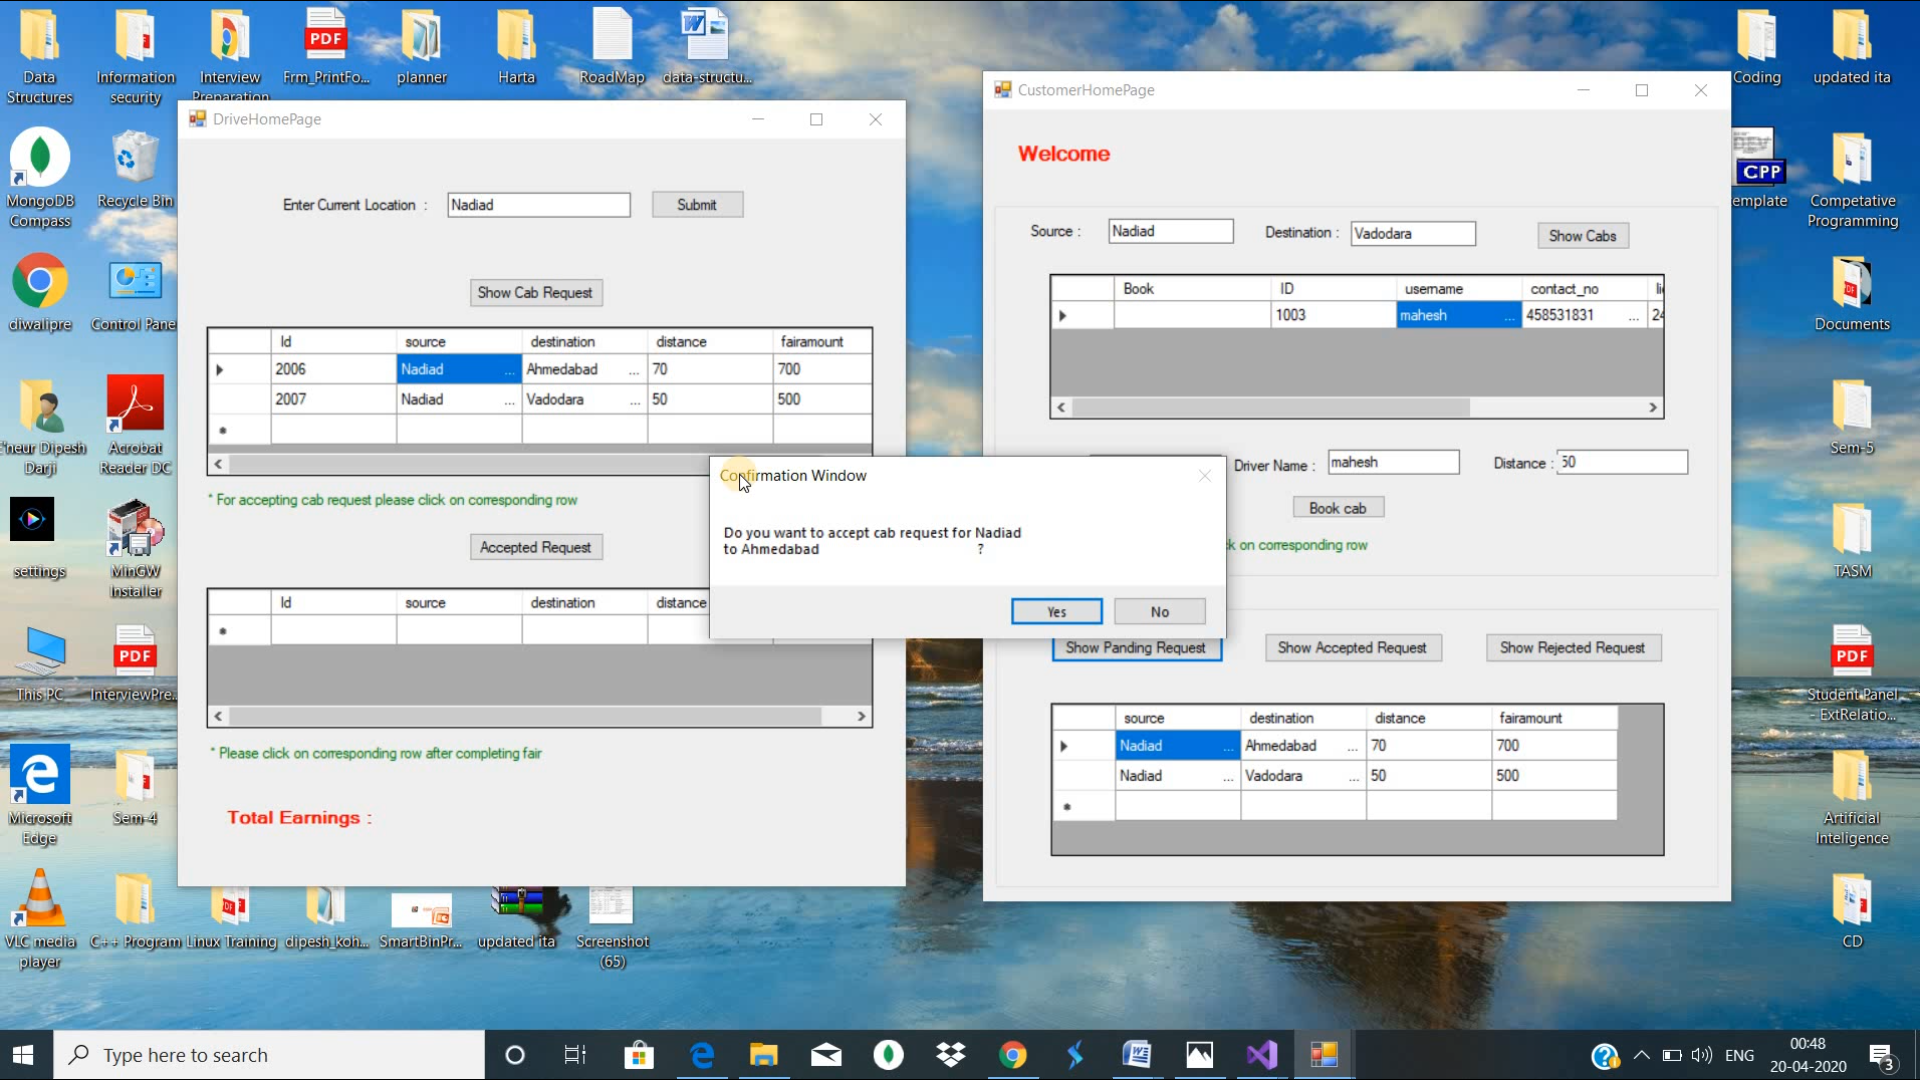 Data Structures
Information security
Interview Preparation
PDF
Frm_PrintFo...
planner
Harta
RoadMap
data-structu...
Coding
updated ita
MongoDB Compass
Recycle Bin
CPP
emplate
Competative Programming
diwalipre
Control Pane
Documents
Dipesh Darji
Acrobat Reader DC
Sem-5
settings
MinGW Installer
TASM
This PC
PDF
InterviewPre...
PDF
Student Panel - ExtRelatio...
Microsoft Edge
Sem-4
Artificial Inteligence
VLC media player
C++ Program
Linux Training
dipesh_koh...
SmartBinPr...
updated ita
Screenshot (65)
CD
DriveHomePage
Enter Current Location :
Nadiad
Submit
Show Cab Request
Id source destination distance fairamount
2006 Nadiad ... Ahmedabad ... 70 700
2007 Nadiad ... Vadodara ... 50 500
* For accepting cab request please click on corresponding row
Accepted Request
Id source destination distance
* Please click on corresponding row after completing fair
Total Earnings :
CustomerHomePage
Welcome
Source :
Nadiad
Destination :
Vadodara
Show Cabs
Book ID username contact_no
1003 mahesh ... 458531831 ... 24
Driver Name :
mahesh
Distance :
50
Book cab
k on corresponding row
Show Panding Request
Show Accepted Request
Show Rejected Request
source destination distance fairamount
Nadiad ... Ahmedabad ... 70 700
Nadiad ... Vadodara ... 50 500
Confirmation Window
Do you want to accept cab request for Nadiad
to Ahmedabad ?
Yes
No
Type here to search
ENG
00:48
20-04-2020
3